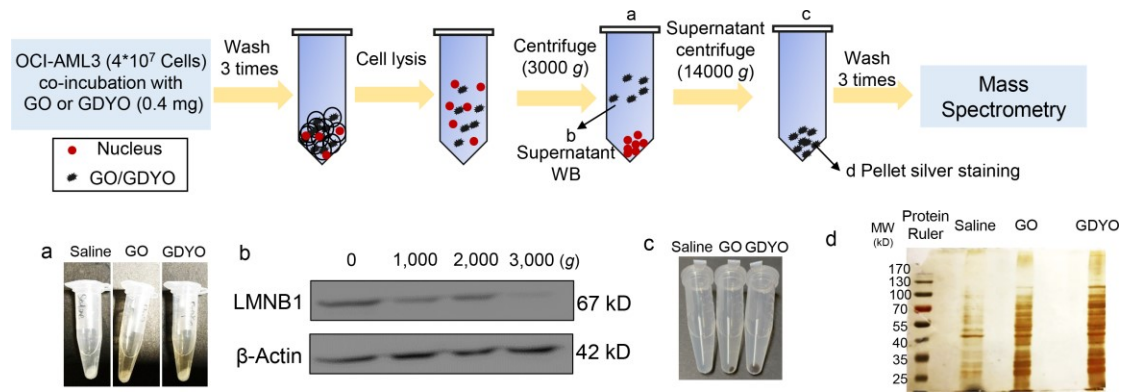 OCI-AML3 (4*10⁷ Cells)
co-incubation with
GO or GDYO (0.4 mg)
Wash
3 times
Cell lysis
Centrifuge
(3000 g)
a
Supernatant
centrifuge
(14000 g)
c
Wash
3 times
Mass
Spectrometry
Nucleus
GO/GDYO
b
Supernatant
WB
d Pellet silver staining
a
Saline GO GDYO
b
0 1,000 2,000 3,000 (g)
LMNB1 67 kD
β-Actin 42 kD
c
Saline GO GDYO
d
MW
(kD)
Protein
Ruler
Saline GO GDYO
170
130
100
70
55
40
35
25